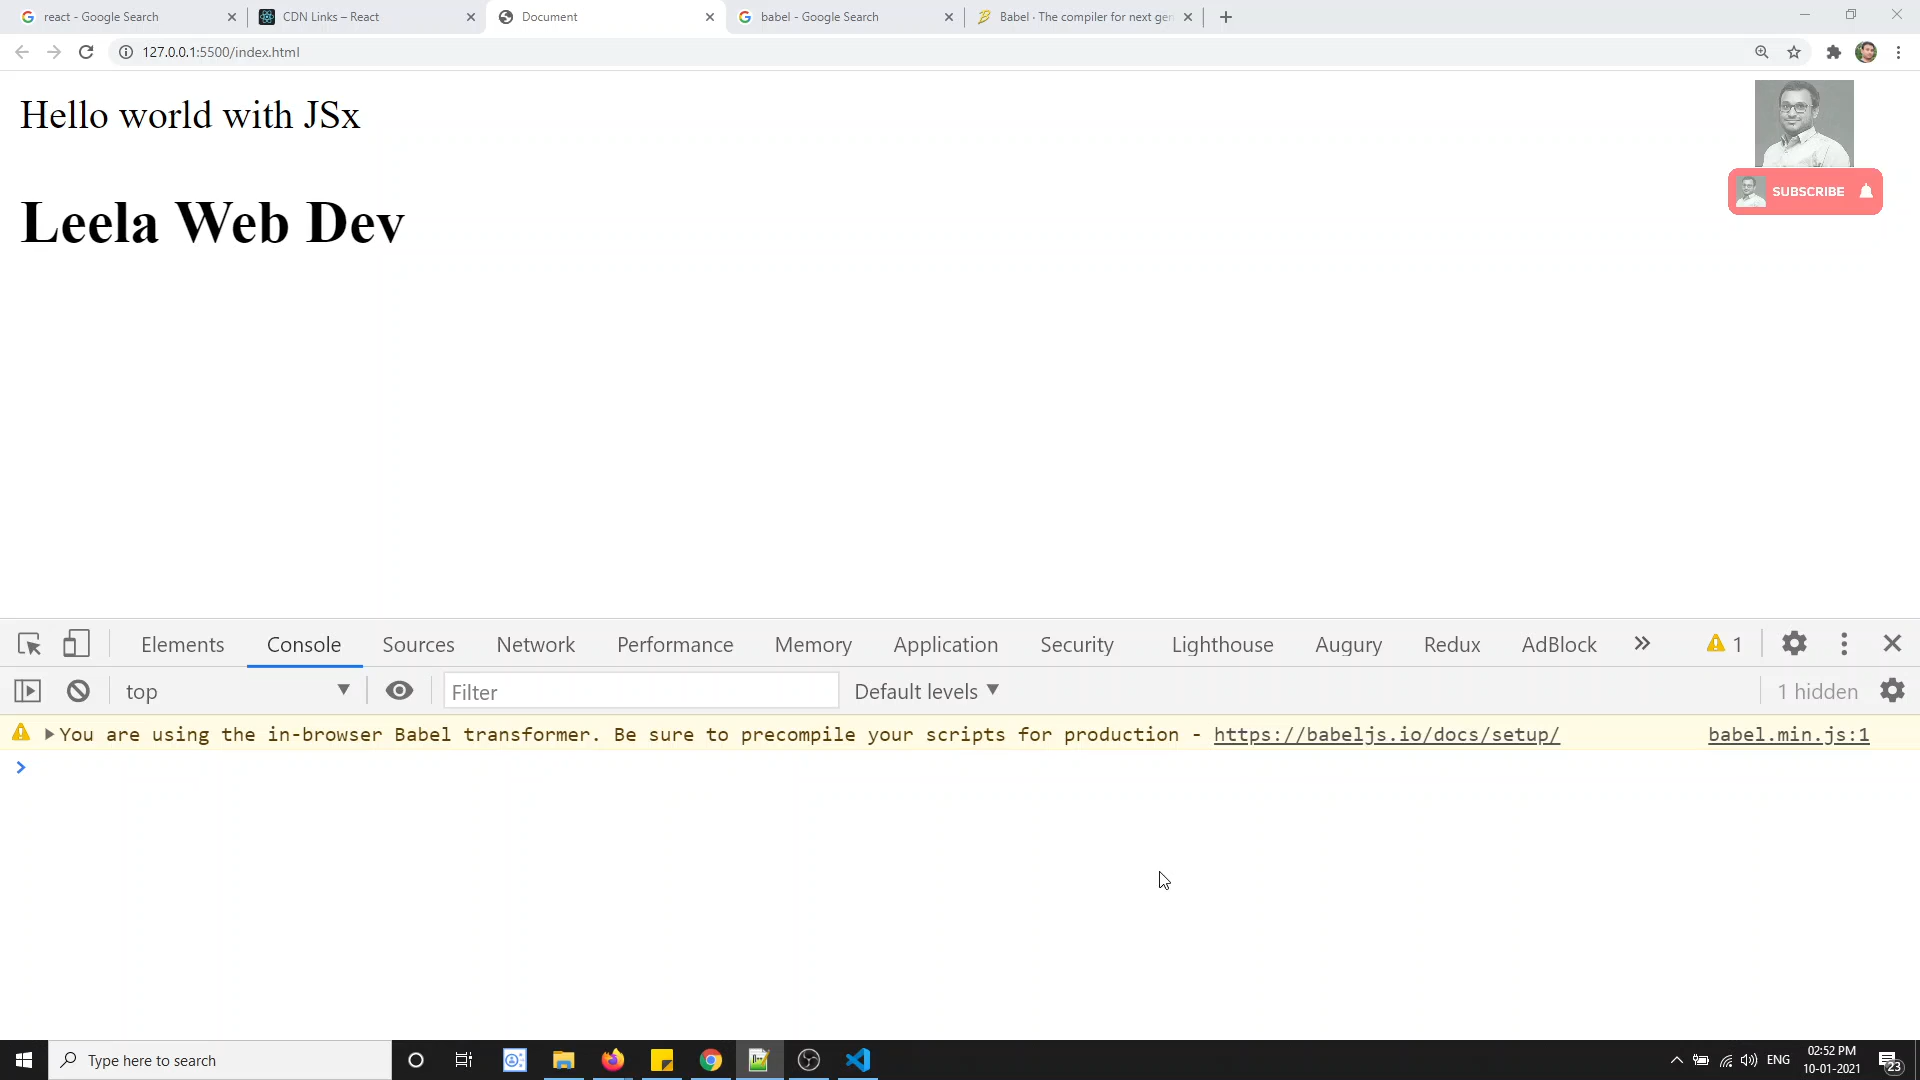 react - Google Search
CDN Links – React
Document
babel - Google Search
Babel · The compiler for next gen
127.0.0.1:5500/index.html
Hello world with JSx
SUBSCRIBE
Leela Web Dev
Elements
Console
Sources
Network
Performance
Memory
Application
Security
Lighthouse
Augury
Redux
AdBlock
1
top
Filter
Default levels
1 hidden
You are using the in-browser Babel transformer. Be sure to precompile your scripts for production - https://babeljs.io/docs/setup/
babel.min.js:1
Type here to search
ENG
02:52 PM
10-01-2021
23